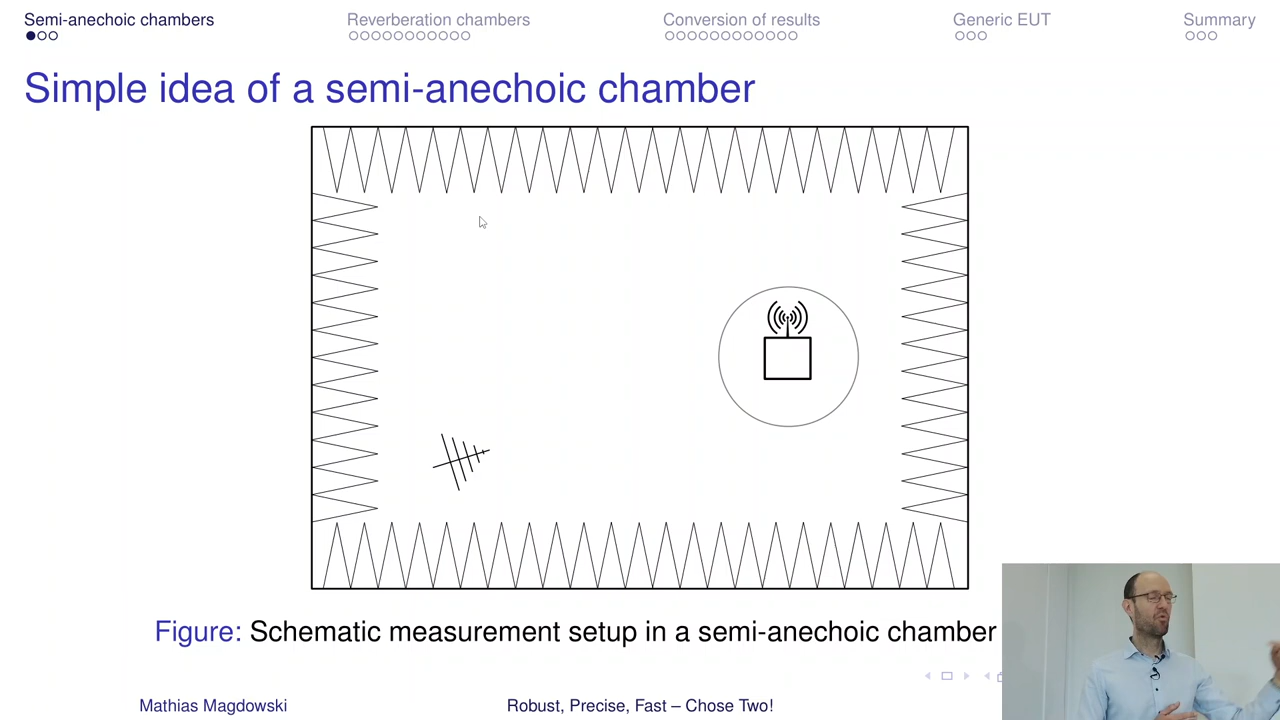 Semi-anechoic chambers Reverberation chambers Conversion of results Generic EUT Summary
Simple idea of a semi-anechoic chamber
Figure: Schematic measurement setup in a semi-anechoic chamber
Mathias Magdowski Robust, Precise, Fast – Chose Two!